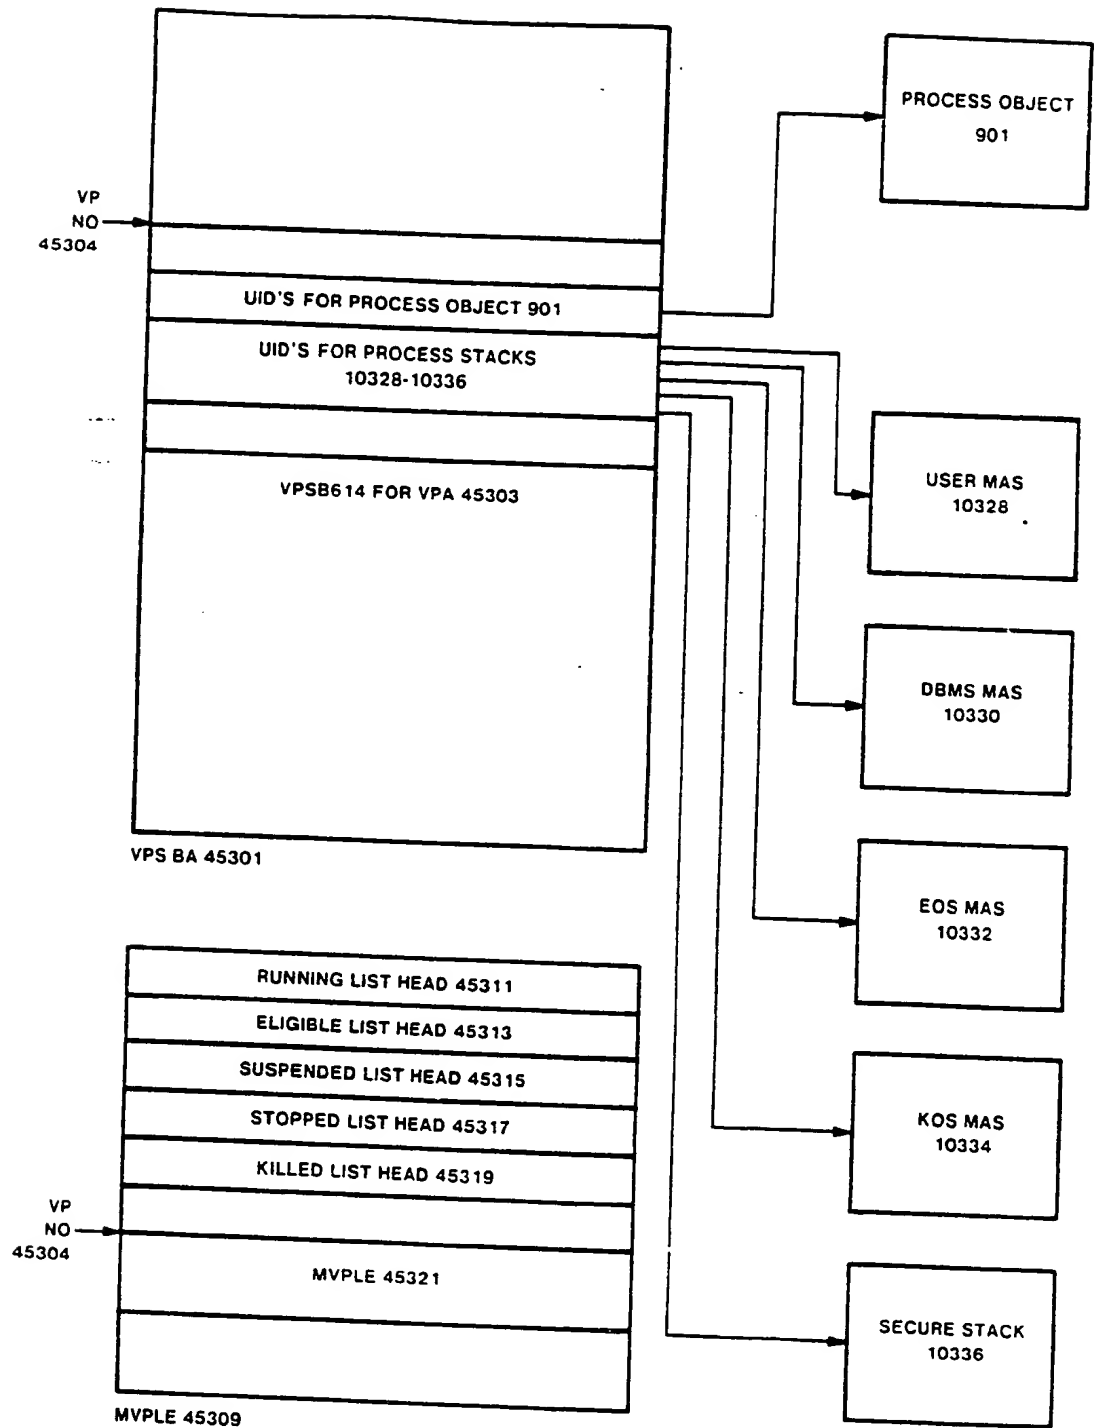 PROCESS OBJECT
901
VP
NO
45304
UID'S FOR PROCESS OBJECT 901
UID'S FOR PROCESS STACKS
10328-10336
VPSB614 FOR VPA 45303
USER MAS
10328
DBMS MAS
10330
EOS MAS
10332
KOS MAS
10334
SECURE STACK
10336
VPS BA 45301
RUNNING LIST HEAD 45311
ELIGIBLE LIST HEAD 45313
SUSPENDED LIST HEAD 45315
STOPPED LIST HEAD 45317
KILLED LIST HEAD 45319
VP
NO
45304
MVPLE 45321
MVPLE 45309